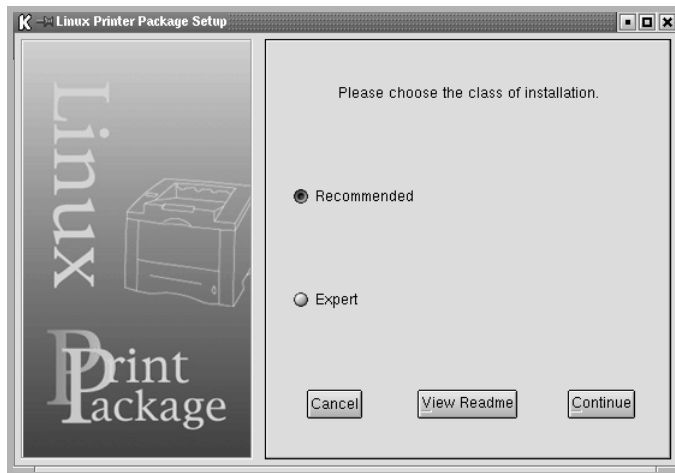 Linux Printer Package Setup
Linux
Print
Package
Please choose the class of installation.
Recommended
Expert
Cancel
View Readme
Continue